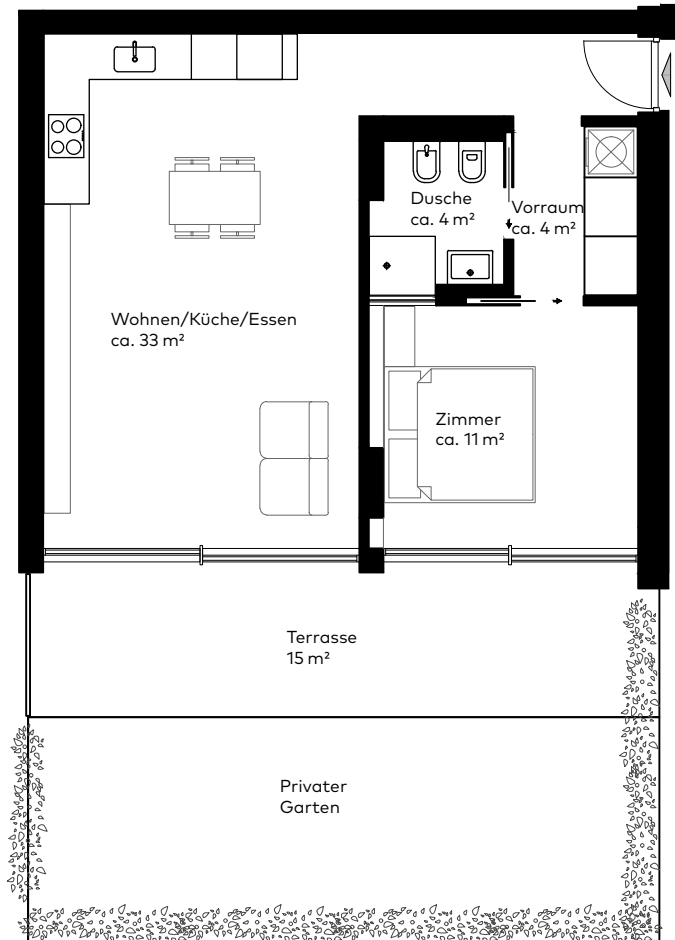 Dusche
ca. 4 m²
Vorraum
ca. 4 m²
Wohnen/Küche/Essen
ca. 33 m²
Zimmer
ca. 11 m²
Terrasse
15 m²
Privater
Garten